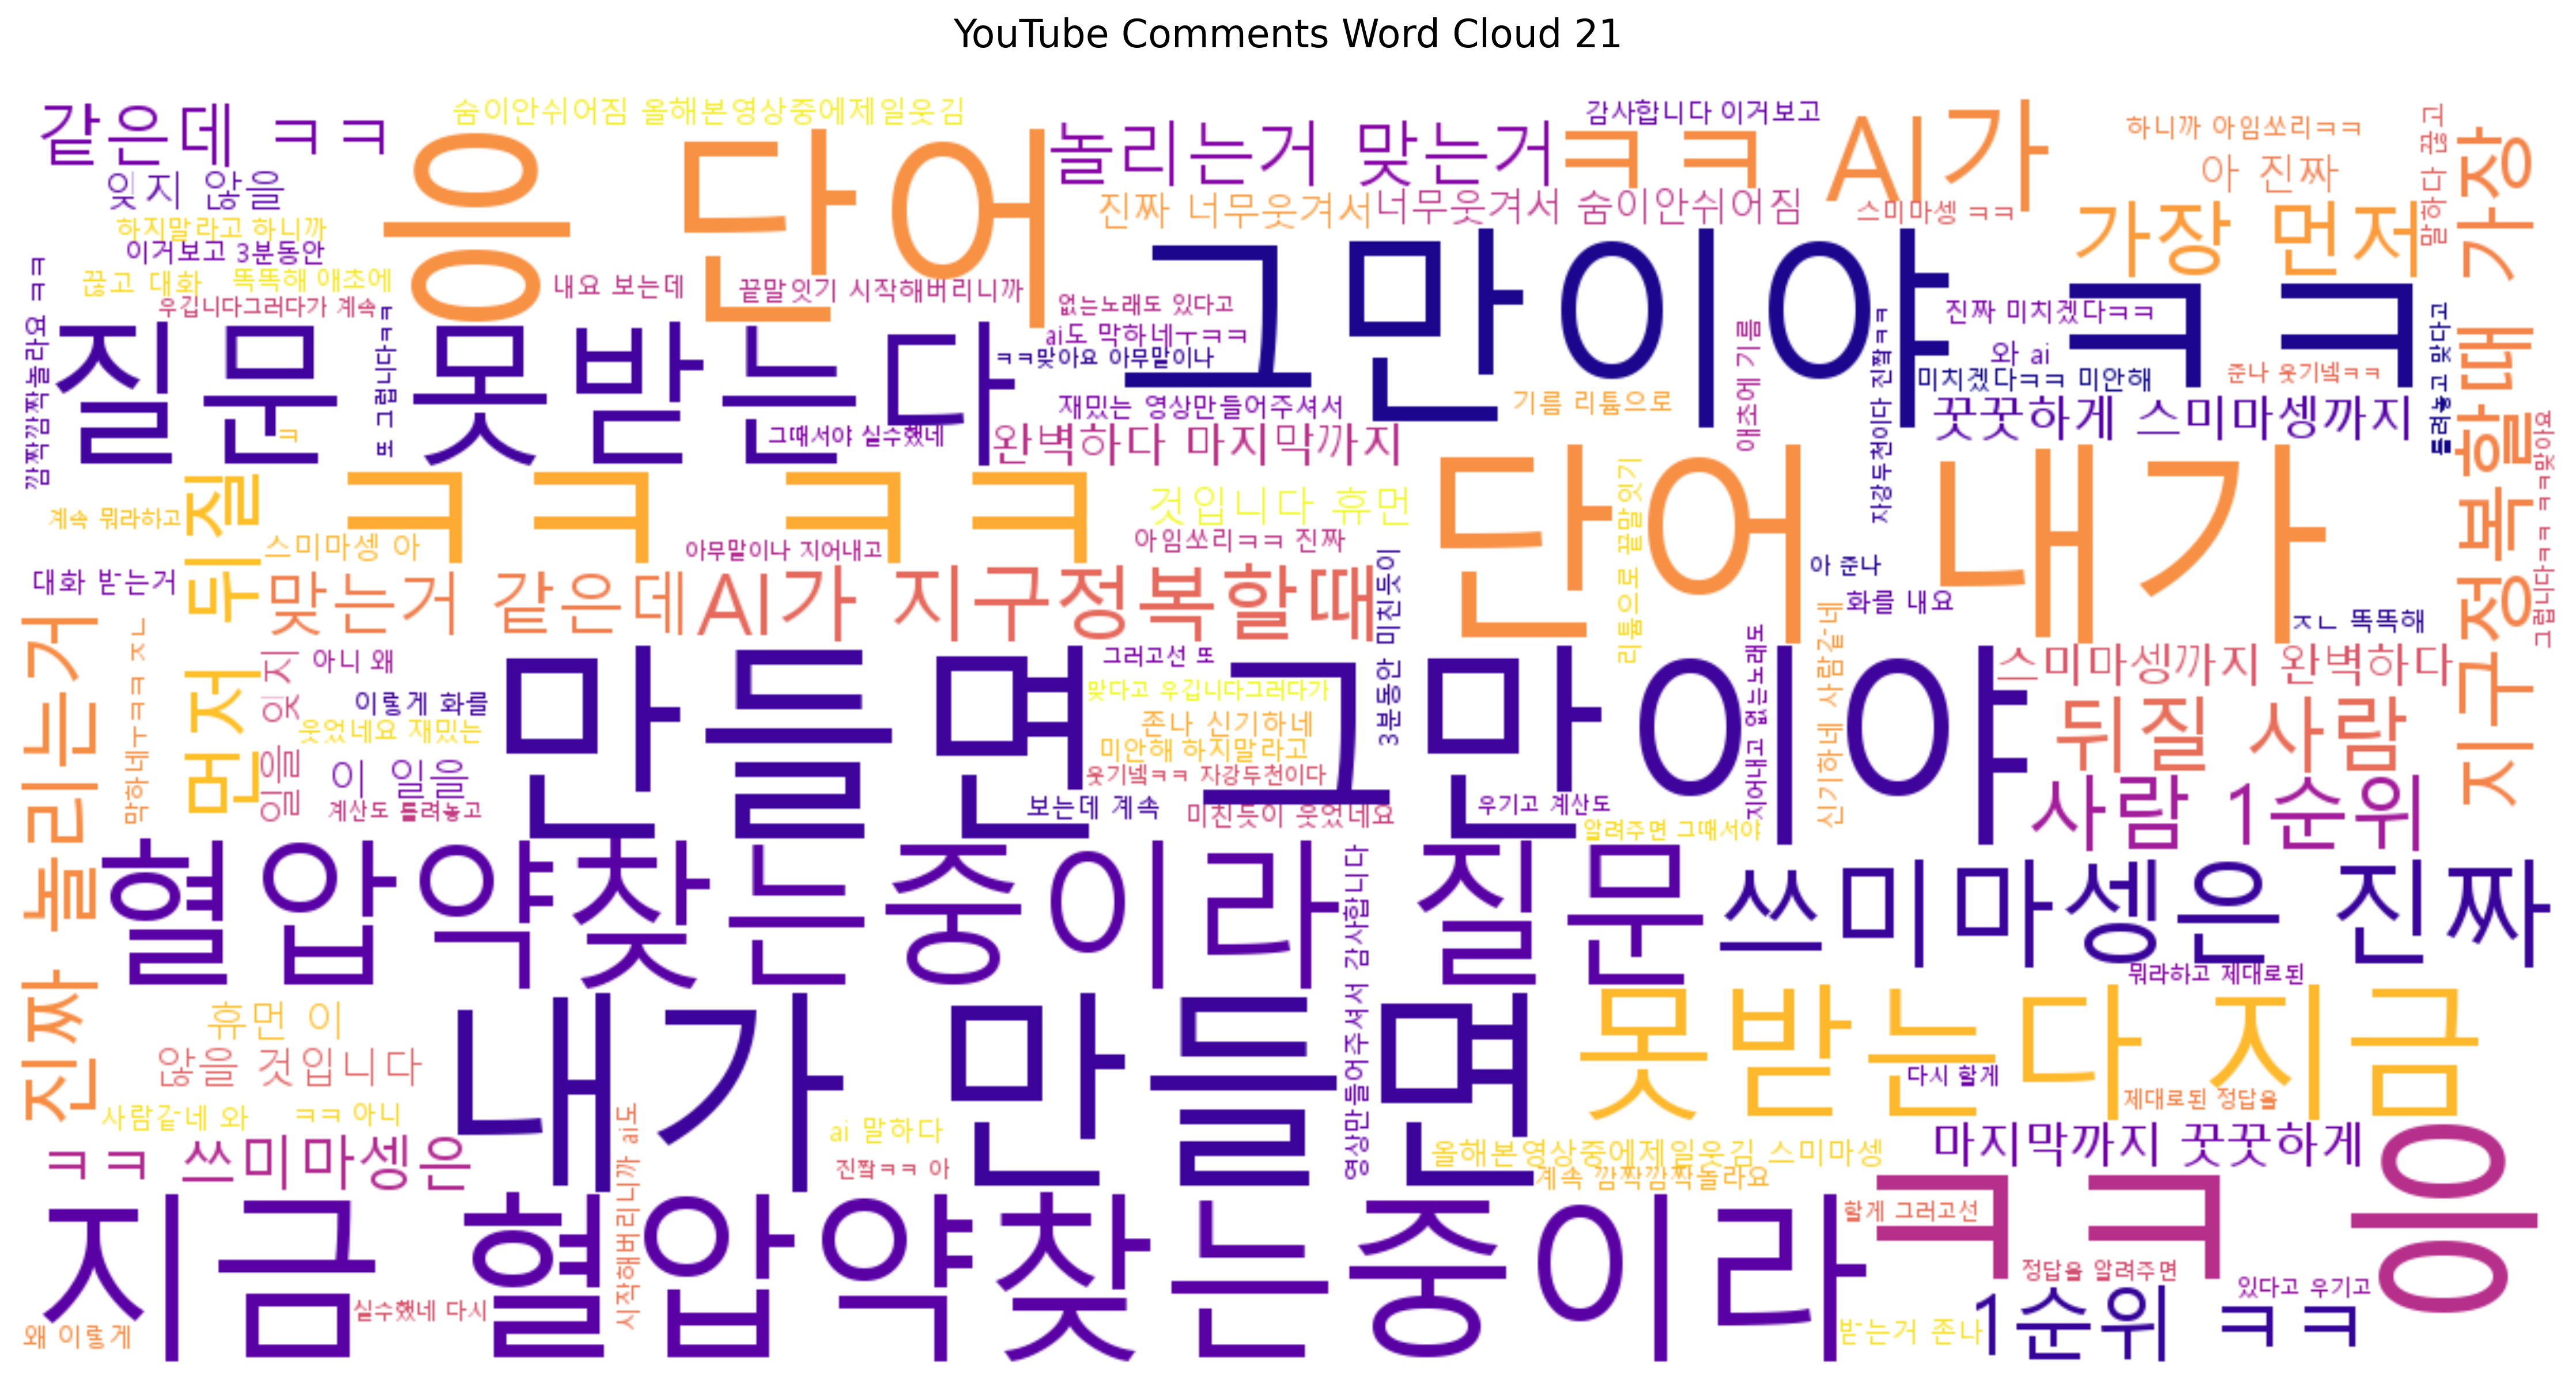 YouTube Comments Word Cloud 21
같은데 ㅋㅋ
숨이안쉬어짐 올해본영상중에제일웃김
감사합니다 이거보고
응 단어
놀리는거 맞는거
ㅋㅋ AI가
하니까 아임쏘리ㅋㅋ
아 진짜
말하다 끊고
지구정복할때 가장
잊지 않을
하지말라고 하니까
이거보고 3분동안
끊고 대화
똑똑해 애초에
우깁니다그러다가 계속
진짜 너무웃겨서
너무웃겨서 숨이안쉬어짐
스미마셍 ㅋㅋ
가장 먼저
그만이야 ㅋㅋ
내요 보는데
끝말잇기 시작해버리니까
없는노래도 있다고
ai도 막하네ㅜㅋㅋ
ㅋㅋ맞아요 아무말이나
진짜 미치겠다ㅋㅋ
와 ai
미치겠다ㅋㅋ 미안해
준나 웃기넼ㅋㅋ
틀려놓고 맞다고
깜짝깜짝놀라요 ㅋㅋ
질문 못받는다
또 그럽니다ㅋㅋ
ㅋ
그때서야 실수했네
재밌는 영상만들어주셔서
기름 리튬으로
애초에 기름
자강두천이다 진짴ㅋㅋ
꿋꿋하게 스미마셍까지
완벽하다 마지막까지
그럽니다ㅋㅋ ㅋㅋ맞아요
계속 뭐라하고
먼저 뒤질
ㅋㅋ ㅋㅋ
스미마셍 아
아무말이나 지어내고
것입니다 휴먼
아임쏘리ㅋㅋ 진짜
리튬으로 끝말잇기
단어 내가
아 준나
화를 내요
ㅈㄴ 똑똑해
대화 받는거
맞는거 같은데
AI가 지구정복할때
3분동안 미친듯이
진짜 놀리는거
막하네ㅜㅋㅋ ㅈㄴ
일을 잊지
아니 왜
이렇게 화를
웃었네요 재밌는
이 일을
계산도 틀려놓고
만들면 그만이야
그러고선 또
맞다고 우깁니다그러다가
존나 신기하네
미안해 하지말라고
웃기넼ㅋㅋ 자강두천이다
보는데 계속
미친듯이 웃었네요
우기고 계산도
알려주면 그때서야
지어내고 없는노래도
신기하네 사람같네
스미마셍까지 완벽하다
뒤질 사람
사람 1순위
혈압약찾는중이라 질문
쓰미마셍은 진짜
영상만들어주셔서 감사합니다
뭐라하고 제대로된
휴먼 이
않을 것입니다
내가 만들면
못받는다 지금
다시 할게
제대로된 정답을
사람같네 와
ㅋㅋ 아니
ㅋㅋ 쓰미마셍은
시작해버리니까 ai도
ai 말하다
진짴ㅋㅋ 아
올해본영상중에제일웃김 스미마셍
계속 깜짝깜짝놀라요
마지막까지 꿋꿋하게
ㅋㅋ 응
할게 그러고선
정답을 알려주면
있다고 우기고
지금 혈압약찾는중이라
실수했네 다시
왜 이렇게
받는거 존나
1순위 ㅋㅋ